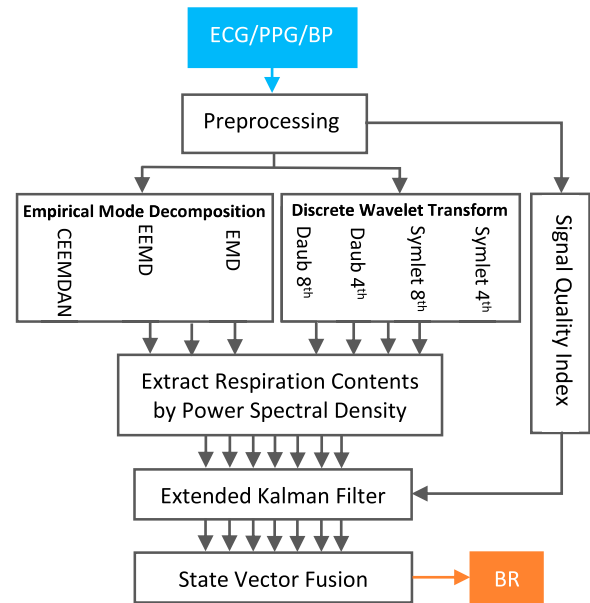 ECG/PPG/BP
Preprocessing
Empirical Mode Decomposition
CEEMDAN
EEMD
EMD
Discrete Wavelet Transform
Daub 8th
Daub 4th
Symlet 8th
Symlet 4th
Signal Quality Index
Extract Respiration Contents
by Power Spectral Density
Extended Kalman Filter
State Vector Fusion
BR